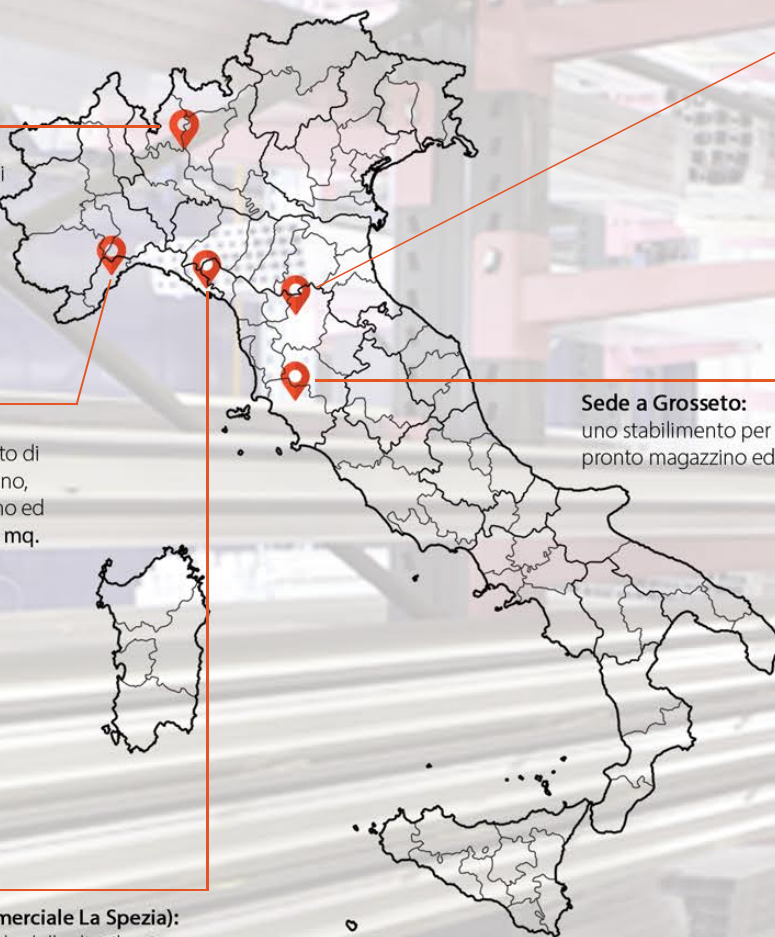 i
to di
no,
no ed
mq.
Sede a Grosseto:
uno stabilimento per
pronto magazzino ed
merciale La Spezia):